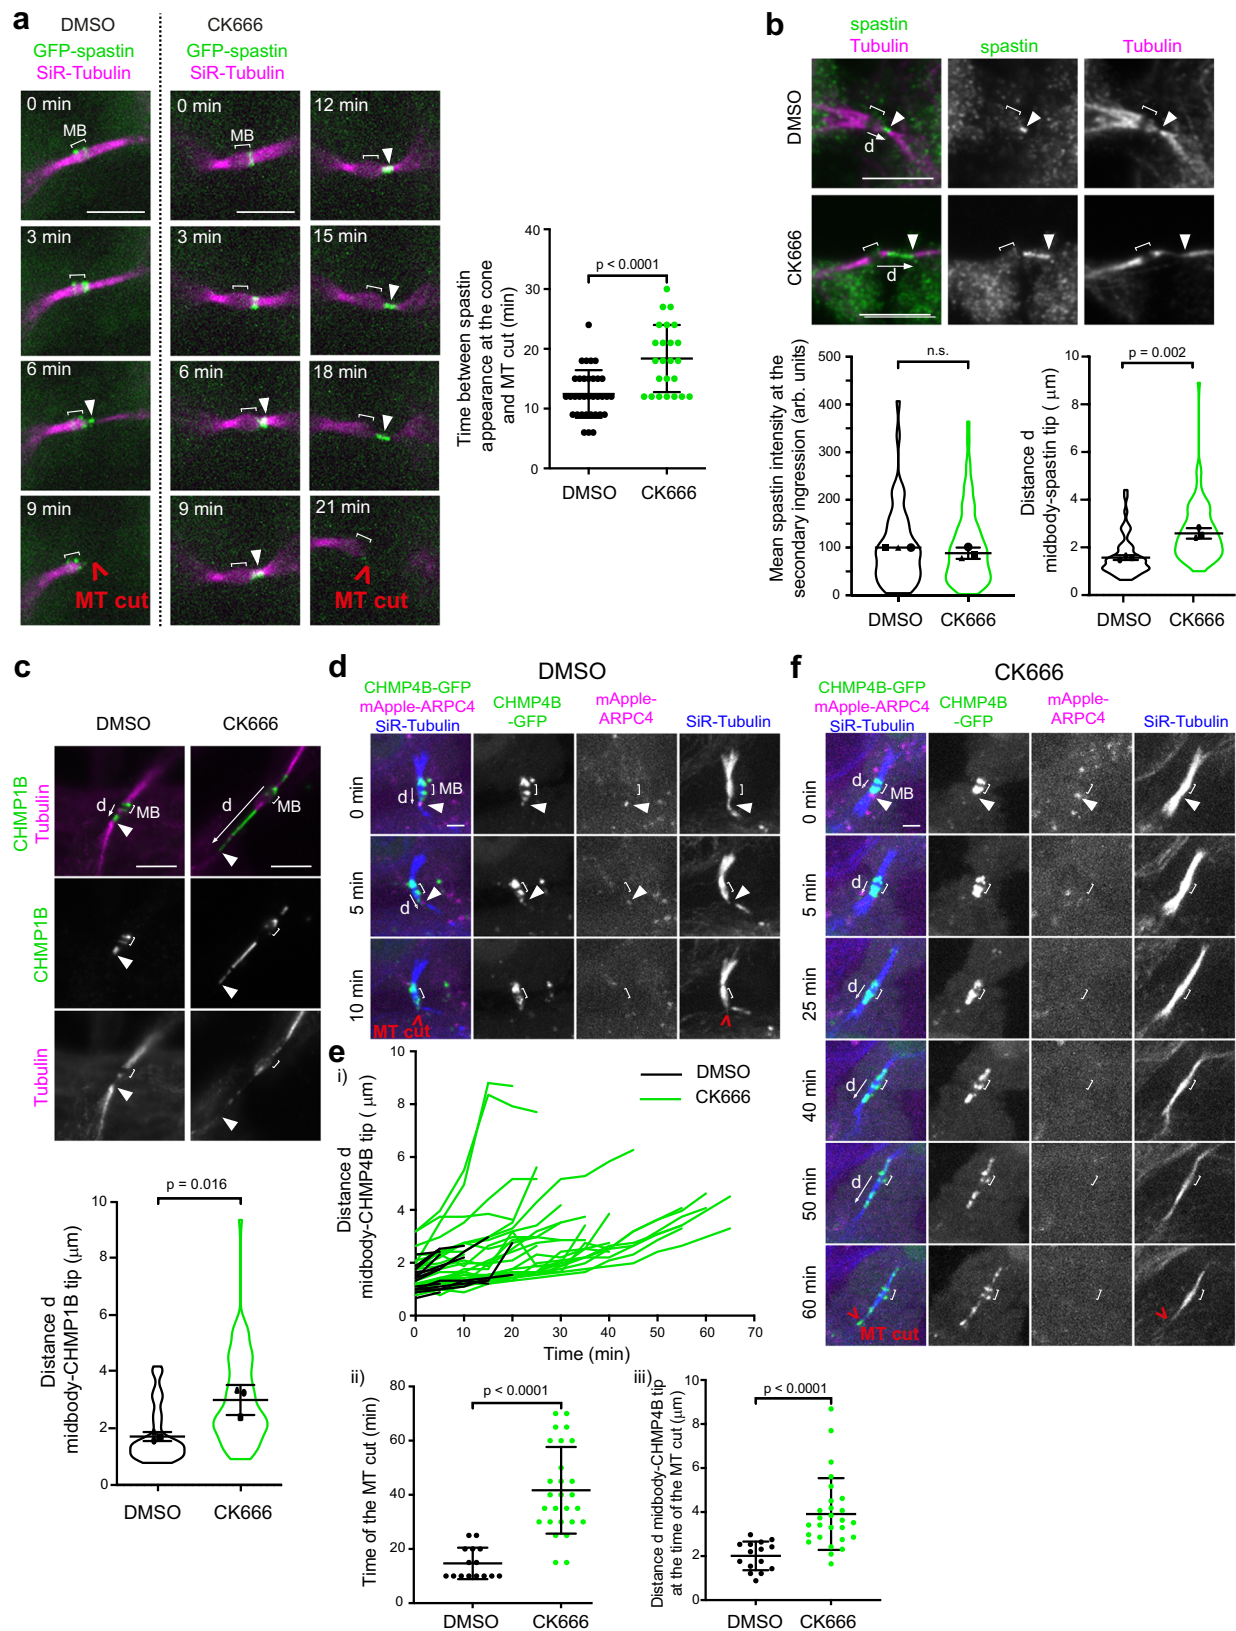 a
DMSO
GFP-spastin
SiR-Tubulin
CK666
GFP-spastin
SiR-Tubulin
0 min
MB
3 min
6 min
9 min
MT cut
0 min
MB
3 min
6 min
9 min
12 min
15 min
18 min
21 min
MT cut
Time between spastin
appearance at the cone
and MT cut (min)
40
30
20
10
0
p < 0.0001
DMSO
CK666
b
spastin
Tubulin
spastin
Tubulin
DMSO
d
CK666
d
Mean spastin intensity at the
secondary ingression (arb. units)
500
400
300
200
100
0
n.s.
DMSO
CK666
Distance d
midbody-spastin tip ( μm)
10
8
6
4
2
0
p = 0.002
DMSO
CK666
c
DMSO
CK666
CHMP1B
Tubulin
d
MB
d
MB
CHMP1B
Tubulin
Distance d
midbody-CHMP1B tip (μm)
10
8
6
4
2
0
p = 0.016
DMSO
CK666
d
DMSO
CHMP4B-GFP
mApple-ARPC4
SiR-Tubulin
CHMP4B
-GFP
mApple-
ARPC4
SiR-Tubulin
0 min
d
MB
5 min
d
10 min
MT cut
e
i)
Distance d
midbody-CHMP4B tip ( μm)
10
8
6
4
2
0
DMSO
CK666
0
10
20
30
40
50
60
70
Time (min)
ii)
Time of the MT cut (min)
80
60
40
20
0
p < 0.0001
DMSO
CK666
iii)
Distance d midbody-CHMP4B tip
at the time of the MT cut (μm)
10
8
6
4
2
0
p < 0.0001
DMSO
CK666
f
CK666
CHMP4B-GFP
mApple-ARPC4
SiR-Tubulin
CHMP4B
-GFP
mApple-
ARPC4
SiR-Tubulin
0 min
d
MB
5 min
d
25 min
d
40 min
d
50 min
d
60 min
MT cut